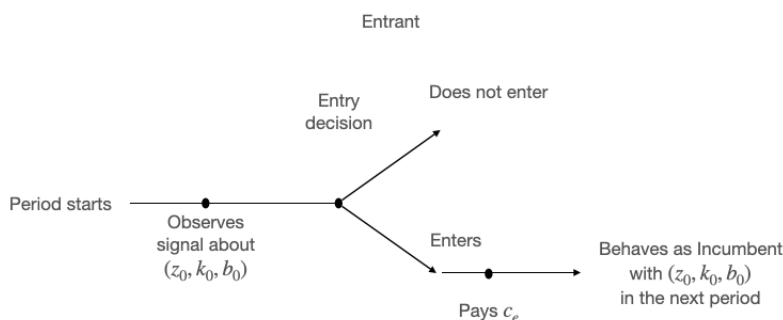 Entrant
Entry
decision
Does not enter
Period starts
Observes
signal about
(z₀, k₀, b₀)
Enters
Pays cₑ
Behaves as Incumbent
with (z₀, k₀, b₀)
in the next period